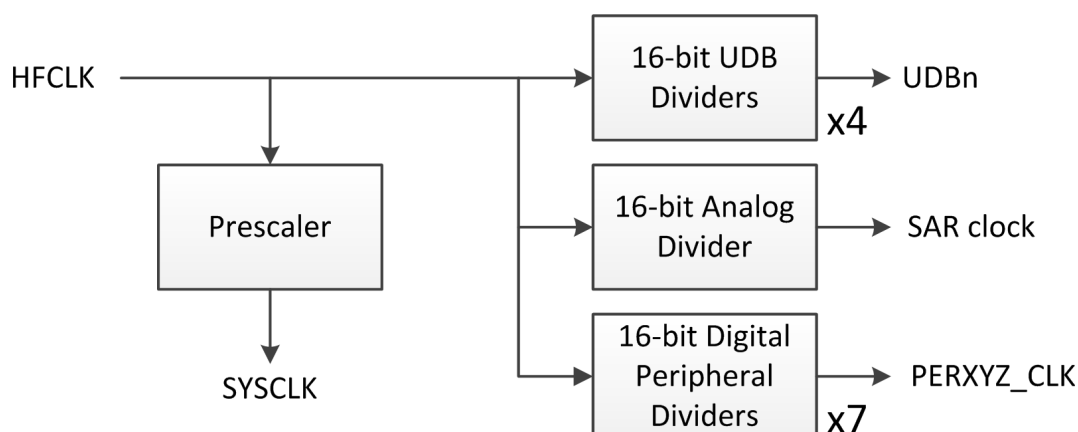 HFCLK
16-bit UDB
Dividers
UDBn
x4
Prescaler
16-bit Analog
Divider
SAR clock
SYSCLK
16-bit Digital
Peripheral
Dividers
PERXYZ_CLK
x7